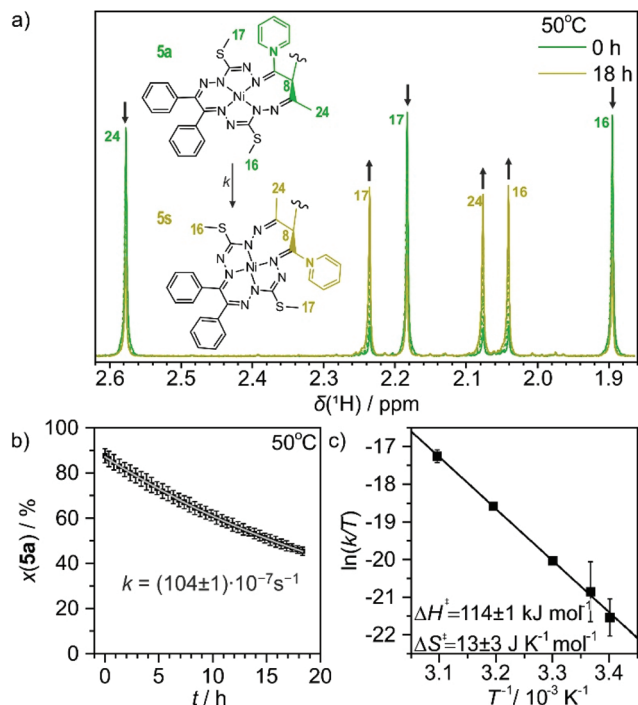 a)
50°C
0 h
18 h
5a
17
S
N
N
N
N
Ni
N
N
N
N
N
8
24
S
16
k
5s
24
16
S
N
N
N
N
Ni
N
N
N
N
N
8
S
17
24
17
16
17
24
16
2.6 2.5 2.4 2.3 2.2 2.1 2.0 1.9
δ(¹H) / ppm
b)
50°C
100
80
60
40
20
0
x(5a) / %
k = (104±1)·10⁻⁷s⁻¹
0 5 10 15 20
t / h
c)
-17
-18
-19
-20
-21
-22
ln(k/T)
ΔH‡=114±1 kJ mol⁻¹
ΔS‡=13±3 J K⁻¹mol⁻¹
3.1 3.2 3.3 3.4
T⁻¹ / 10⁻³ K⁻¹